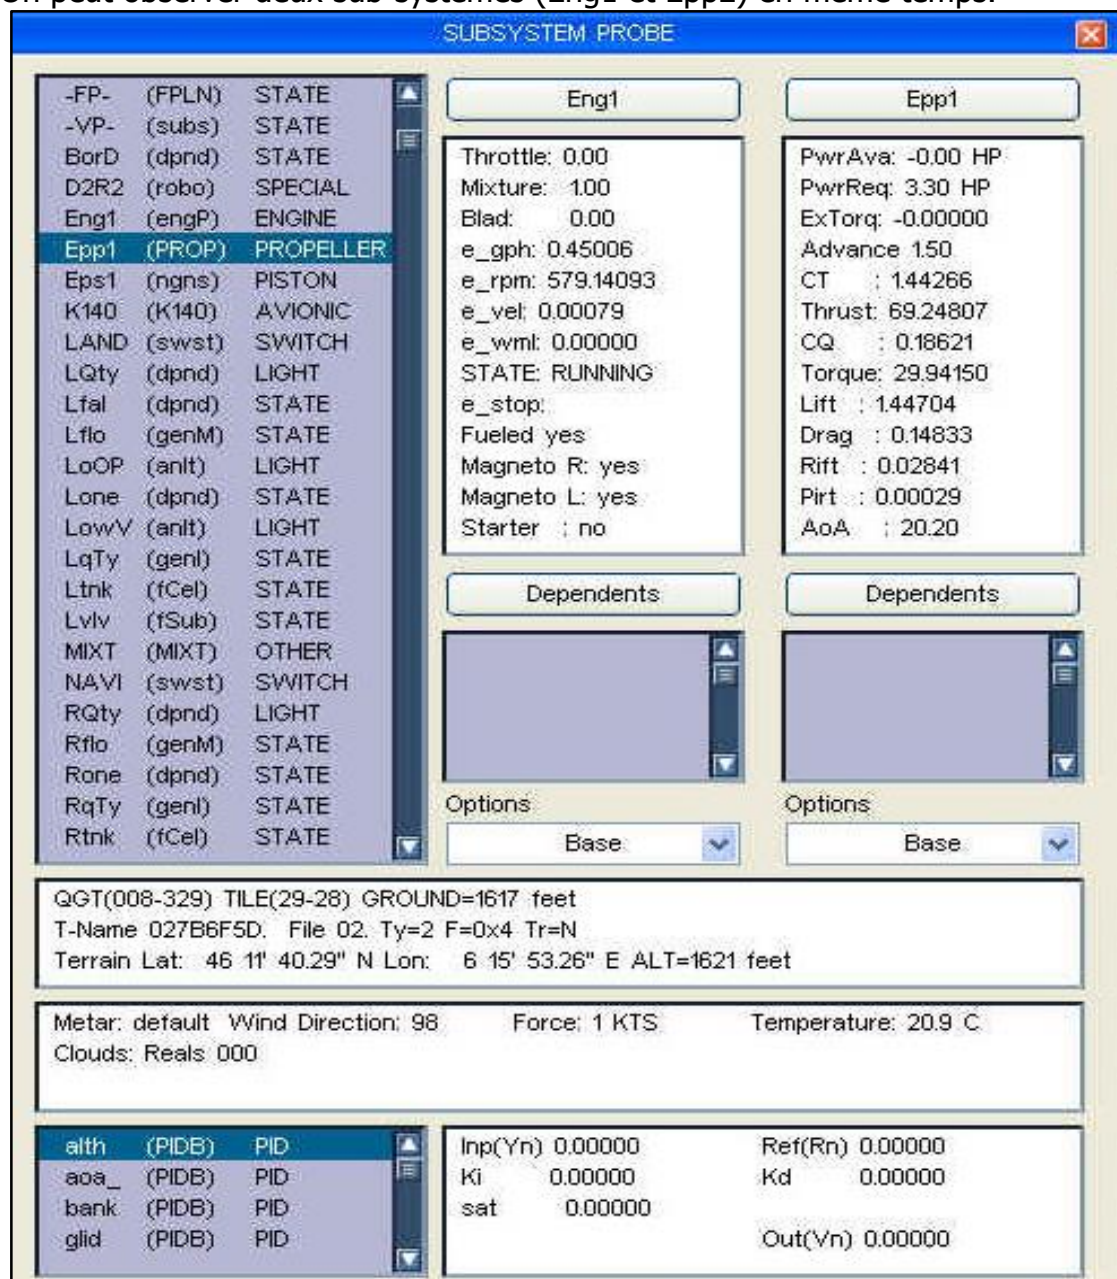 On peut observer deux sub-systèmes (Eng1 et Epp1) en même temps.
SUBSYSTEM PROBE
-FP- (FPLN) STATE
-VP- (subs) STATE
BorD (dpnd) STATE
D2R2 (robo) SPECIAL
Eng1 (engP) ENGINE
Epp1 (PROP) PROPELLER
Eps1 (ngns) PISTON
K140 (K140) AVIONIC
LAND (swst) SWITCH
LQty (dpnd) LIGHT
Lfal (dpnd) STATE
Lflo (genM) STATE
LoOP (anlt) LIGHT
Lone (dpnd) STATE
LowV (anlt) LIGHT
LqTy (genI) STATE
Ltnk (fCel) STATE
Lvlv (fSub) STATE
MIXT (MIXT) OTHER
NAVI (swst) SWITCH
RQty (dpnd) LIGHT
Rflo (genM) STATE
Rone (dpnd) STATE
RqTy (genI) STATE
Rtnk (fCel) STATE
Eng1
Throttle: 0.00
Mixture: 1.00
Blad: 0.00
e_gph: 0.45006
e_rpm: 579.14093
e_vel: 0.00079
e_wml: 0.00000
STATE: RUNNING
e_stop:
Fueled yes
Magneto R: yes
Magneto L: yes
Starter : no
Dependents
Options
Base
Epp1
PwrAva: -0.00 HP
PwrReq: 3.30 HP
ExTorq: -0.00000
Advance 1.50
CT : 1.44266
Thrust: 69.24807
CQ : 0.18621
Torque: 29.94150
Lift : 1.44704
Drag : 0.14833
Rift : 0.02841
Pirt : 0.00029
AoA : 20.20
Dependents
Options
Base
QGT(008-329) TILE(29-28) GROUND=1617 feet
T-Name 027B6F5D. File 02. Ty=2 F=0x4 Tr=N
Terrain Lat: 46 11' 40.29" N Lon: 6 15' 53.26" E ALT=1621 feet
Metar: default Wind Direction: 98 Force: 1 KTS Temperature: 20.9 C
Clouds: Reals 000
alth (PIDB) PID
aoa_ (PIDB) PID
bank (PIDB) PID
glid (PIDB) PID
Inp(Yn) 0.00000 Ref(Rn) 0.00000
Ki 0.00000 Kd 0.00000
sat 0.00000
Out(Vn) 0.00000